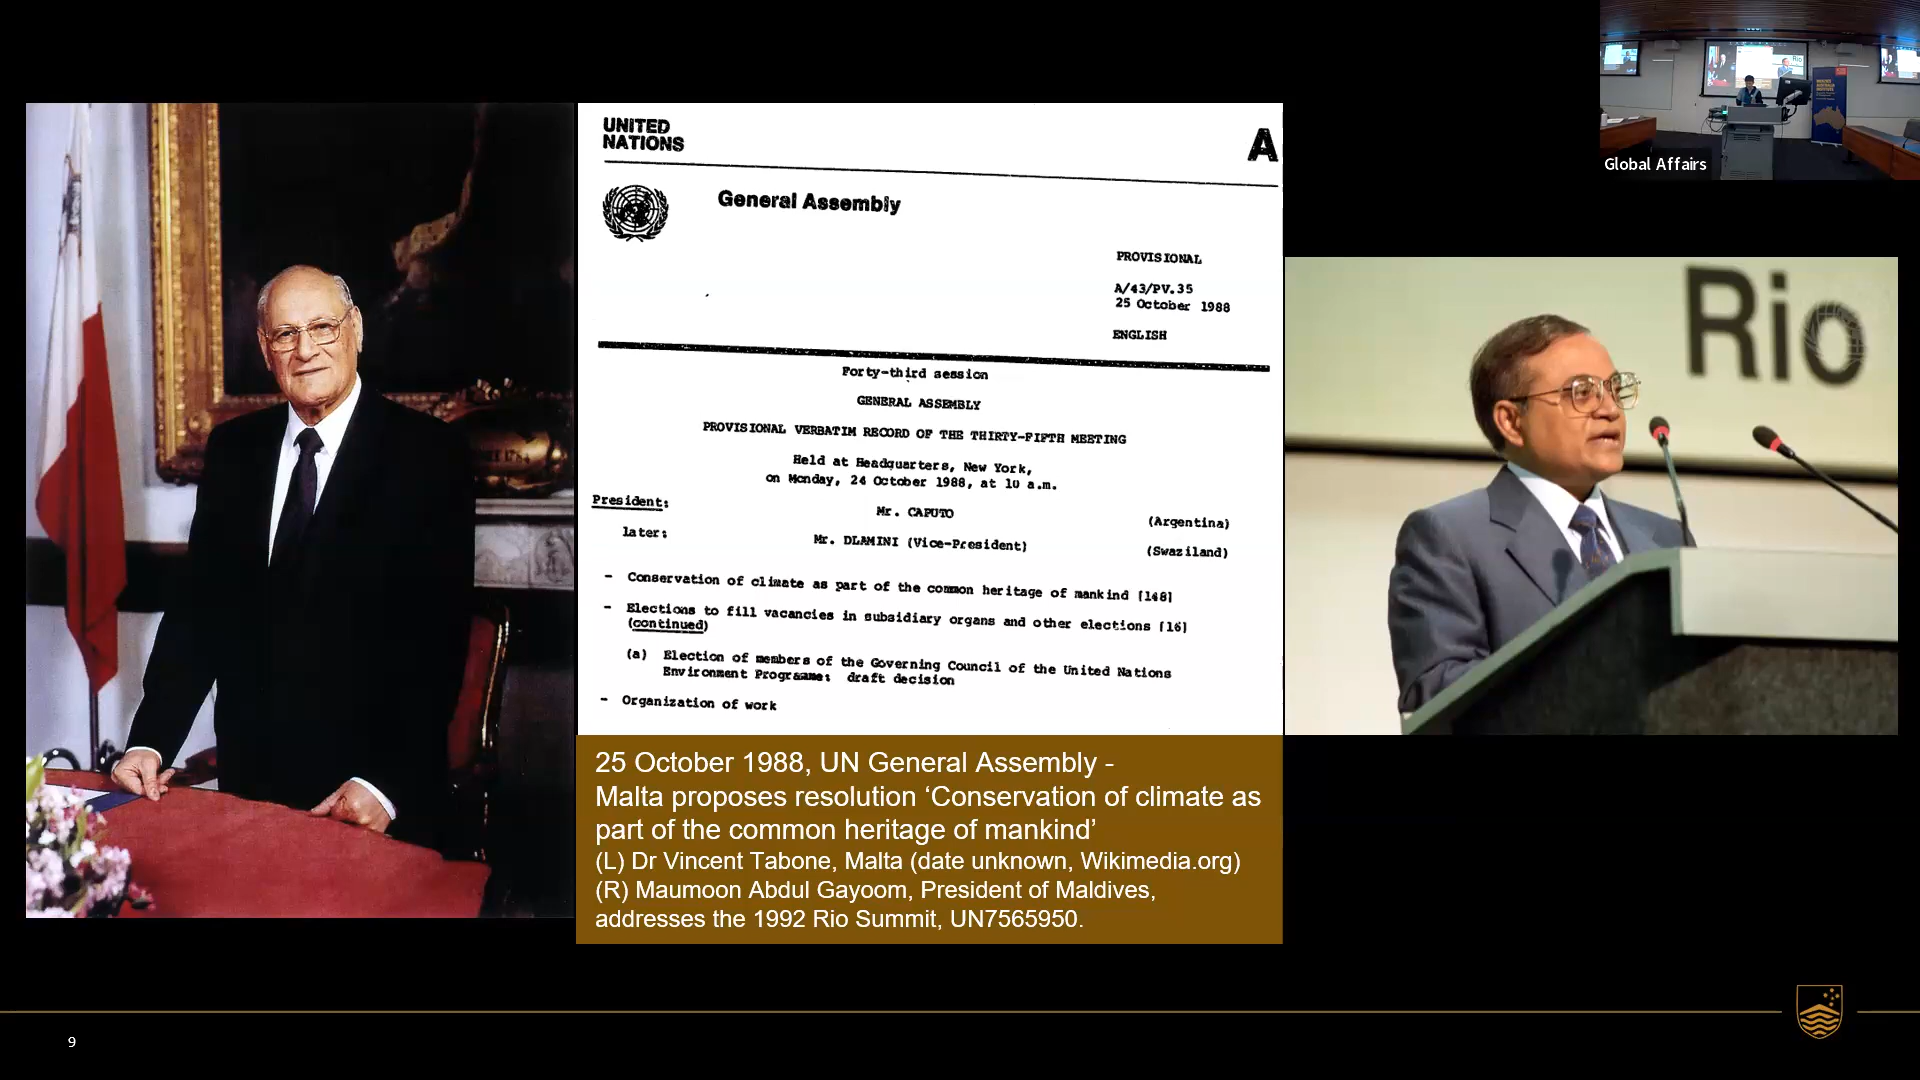 Global Affairs
UNITED
NATIONS
A
General Assembly
PROVISIONAL
A/43/PV.35
25 October 1988
ENGLISH
Forty-third session
GENERAL ASSEMBLY
PROVISIONAL VERBATIM RECORD OF THE THIRTY-FIFTH MEETING
Held at Headquarters, New York,
on Monday, 24 October 1988, at 10 a.m.
President: Mr. CAPUTO (Argentina)
later: Mr. DLAMINI (Vice-President) (Swaziland)
- Conservation of climate as part of the common heritage of mankind [148]
- Elections to fill vacancies in subsidiary organs and other elections [16]
(continued)
(a) Election of members of the Governing Council of the United Nations
Environment Programme: draft decision
- Organization of work
Rio
25 October 1988, UN General Assembly -
Malta proposes resolution ‘Conservation of climate as
part of the common heritage of mankind’
(L) Dr Vincent Tabone, Malta (date unknown, Wikimedia.org)
(R) Maumoon Abdul Gayoom, President of Maldives,
addresses the 1992 Rio Summit, UN7565950.
9